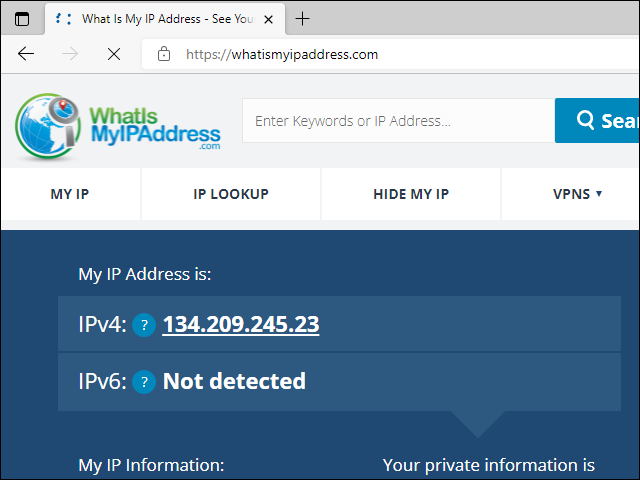 What Is My IP Address - See You
https://whatismyipaddress.com
WhatIs
MyIPAddress
.com
Enter Keywords or IP Address...
Sear
MY IP
IP LOOKUP
HIDE MY IP
VPNS
My IP Address is:
IPv4: ? 134.209.245.23
IPv6: ? Not detected
My IP Information:
Your private information is